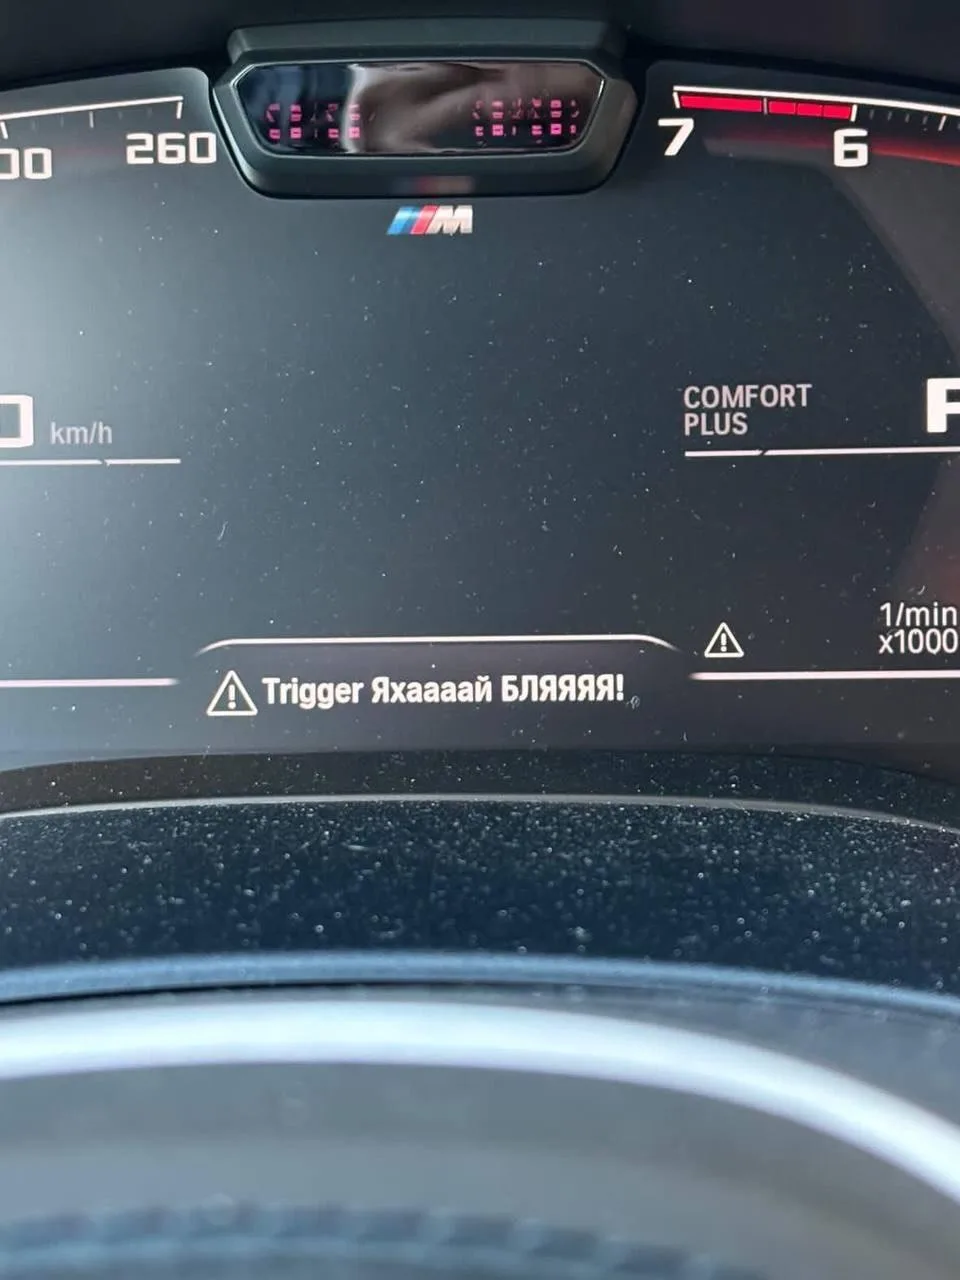 260
7
6
M
COMFORT
PLUS
km/h
1/min
x1000
Trigger Яхаааай БЛЯЯЯЯ!